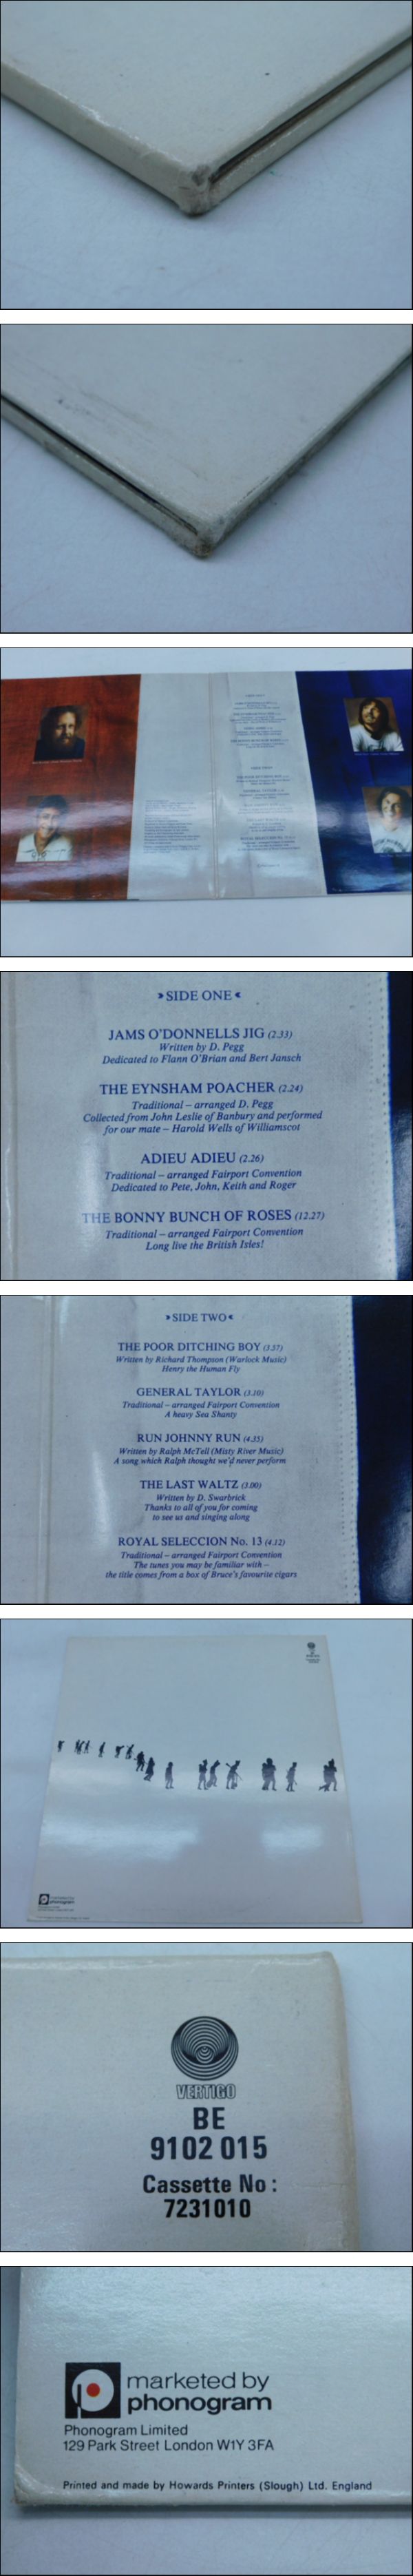 »SIDE ONE«
JAMS O'DONNELLS JIG (2.33)
Written by D. Pegg
Dedicated to Flann O'Brian and Bert Jansch
THE EYNSHAM POACHER (2.24)
Traditional – arranged D. Pegg
Collected from John Leslie of Banbury and performed
for our mate – Harold Wells of Williamscot
ADIEU ADIEU (2.26)
Traditional – arranged Fairport Convention
Dedicated to Pete, John, Keith and Roger
THE BONNY BUNCH OF ROSES (12.27)
Traditional – arranged Fairport Convention
Long live the British Isles!
»SIDE TWO«
THE POOR DITCHING BOY (3.57)
Written by Richard Thompson (Warlock Music)
Henry the Human Fly
GENERAL TAYLOR (3.10)
Traditional – arranged Fairport Convention
A heavy Sea Shanty
RUN JOHNNY RUN (4.35)
Written by Ralph McTell (Misty River Music)
A song which Ralph thought we'd never perform
THE LAST WALTZ (3.00)
Written by D. Swarbrick
Thanks to all of you for coming
to see us and singing along
ROYAL SELECCION No. 13 (4.12)
Traditional – arranged Fairport Convention
The tunes you may be familiar with –
the title comes from a box of Bruce's favourite cigars
marketed by
phonogram
VERTIGO
BE
9102 015
Cassette No:
7231010
marketed by
phonogram
Phonogram Limited
129 Park Street London W1Y 3FA
Printed and made by Howards Printers (Slough) Ltd. England